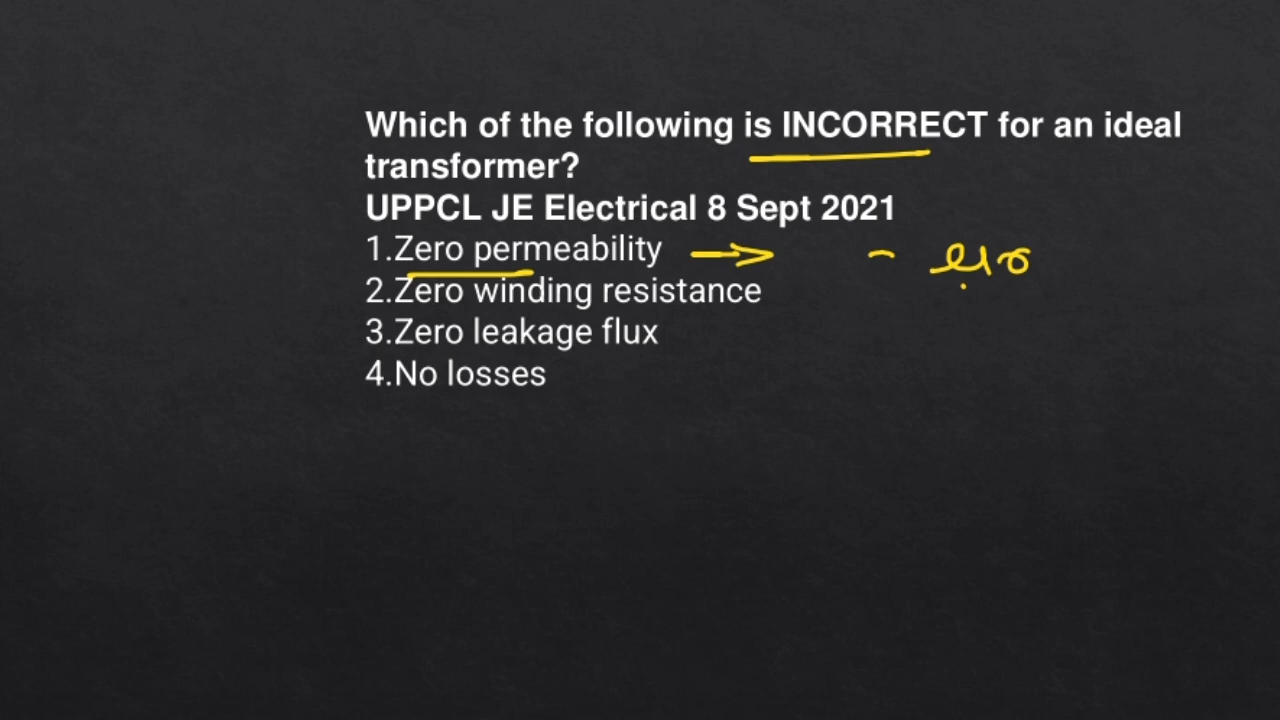 Which of the following is INCORRECT for an ideal
transformer?
UPPCL JE Electrical 8 Sept 2021
1.Zero permeability
2.Zero winding resistance
3.Zero leakage flux
4.No losses